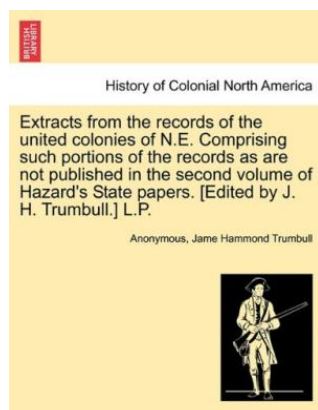 BRITISH
LIBRARY
History of Colonial North America
Extracts from the records of the
united colonies of N.E. Comprising
such portions of the records as are
not published in the second volume of
Hazard's State papers. [Edited by J.
H. Trumbull.] L.P.
Anonymous, Jame Hammond Trumbull